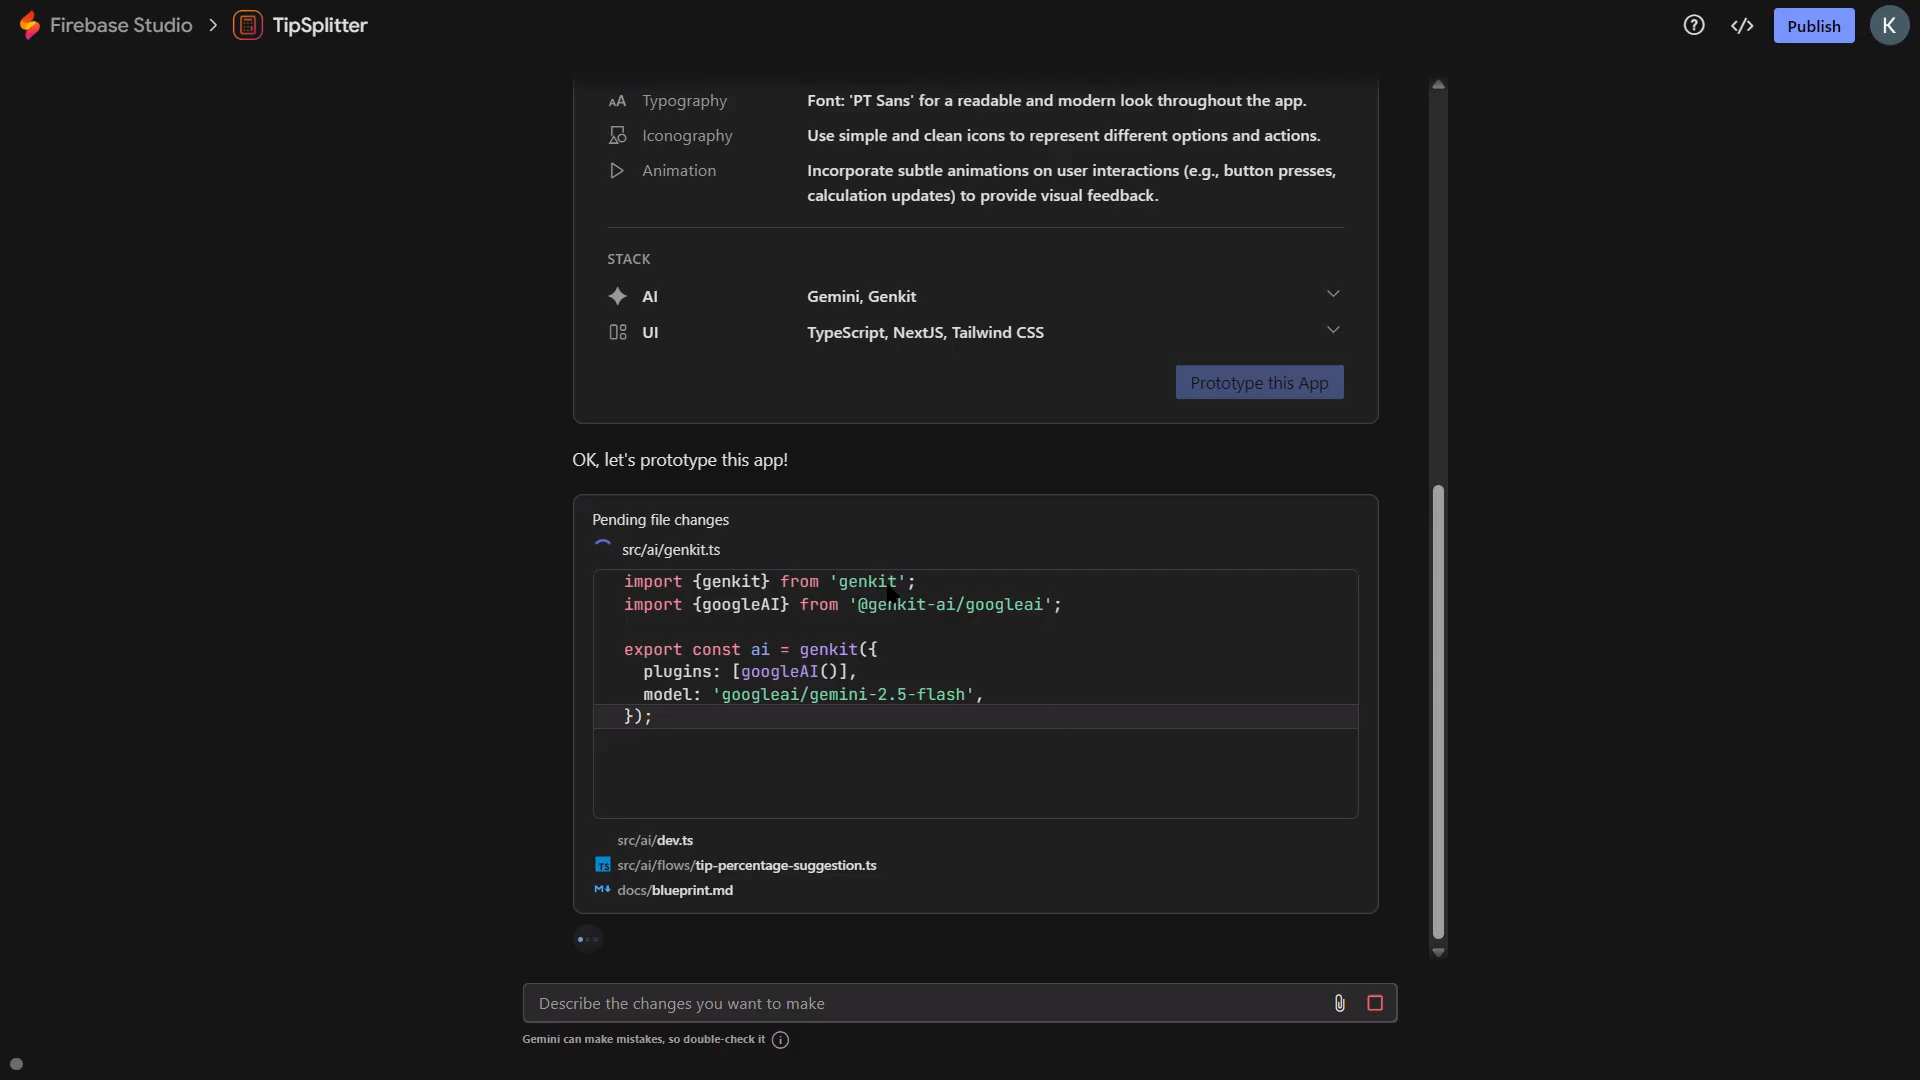 Firebase Studio > TipSplitter
</> Publish K
AA Typography Font: 'PT Sans' for a readable and modern look throughout the app.
Iconography Use simple and clean icons to represent different options and actions.
Animation Incorporate subtle animations on user interactions (e.g., button presses,
calculation updates) to provide visual feedback.
STACK
AI Gemini, Genkit
UI TypeScript, NextJS, Tailwind CSS
Prototype this App
OK, let's prototype this app!
Pending file changes
src/ai/genkit.ts
import {genkit} from 'genkit';
import {googleAI} from '@genkit-ai/googleai';
export const ai = genkit({
plugins: [googleAI()],
model: 'googleai/gemini-2.5-flash',
});
src/ai/dev.ts
TS src/ai/flows/tip-percentage-suggestion.ts
M↓ docs/blueprint.md
Describe the changes you want to make
Gemini can make mistakes, so double-check it